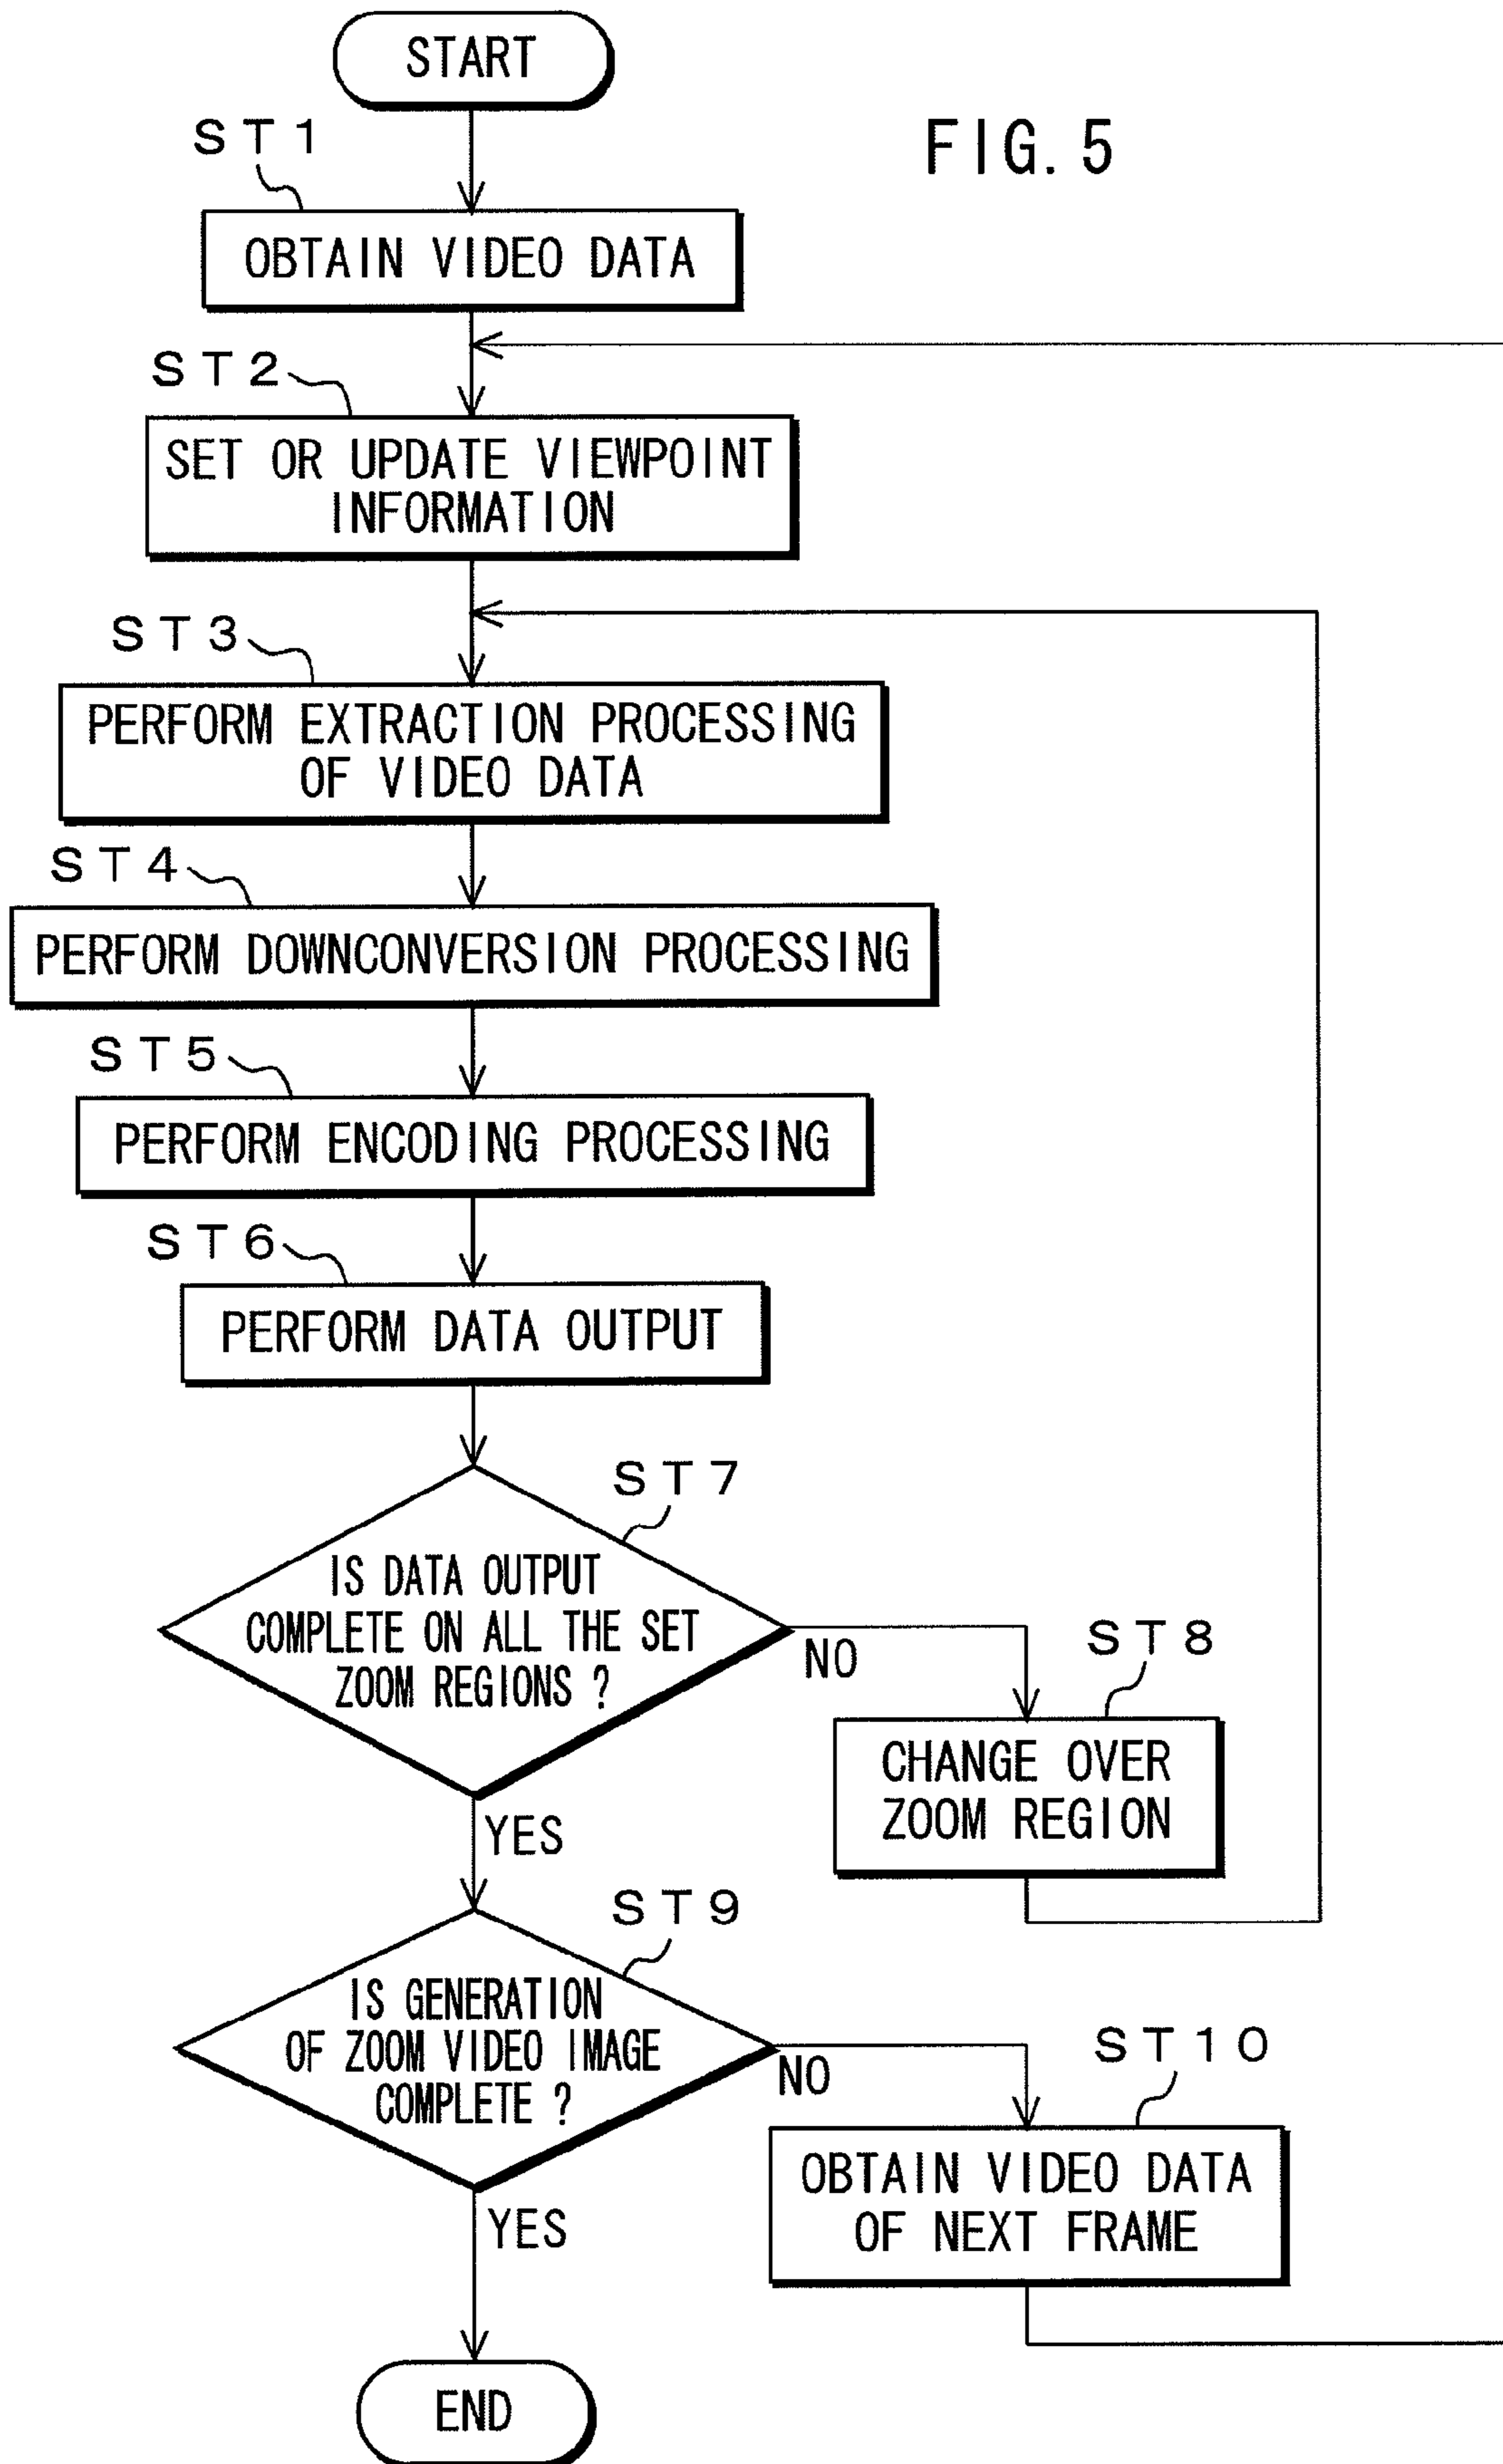 START
FIG. 5
ST1
OBTAIN VIDEO DATA
ST2
SET OR UPDATE VIEWPOINT
INFORMATION
ST3
PERFORM EXTRACTION PROCESSING
OF VIDEO DATA
ST4
PERFORM DOWNCONVERSION PROCESSING
ST5
PERFORM ENCODING PROCESSING
ST6
PERFORM DATA OUTPUT
ST7
IS DATA OUTPUT
COMPLETE ON ALL THE SET
ZOOM REGIONS ?
NO
ST8
CHANGE OVER
ZOOM REGION
YES
ST9
IS GENERATION
OF ZOOM VIDEO IMAGE
COMPLETE ?
NO
ST10
OBTAIN VIDEO DATA
OF NEXT FRAME
YES
END